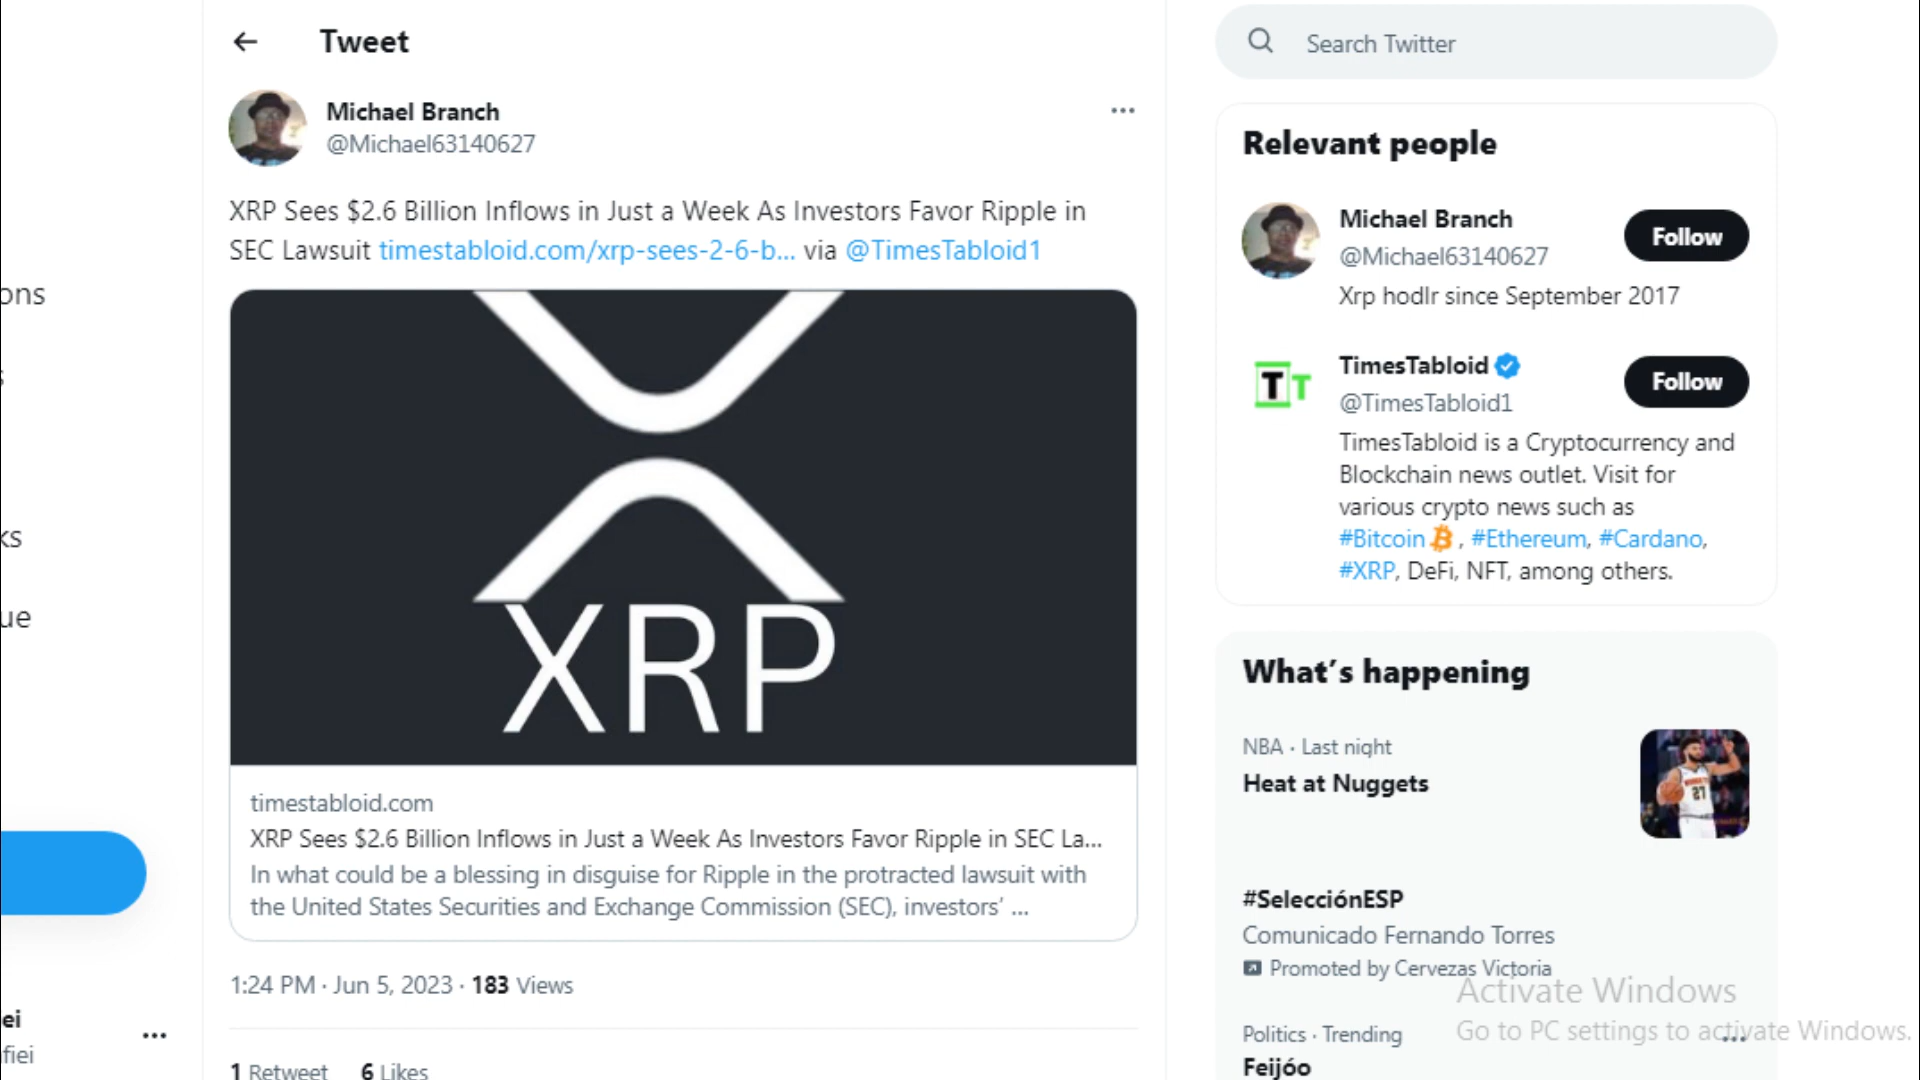 Tweet
Michael Branch
@Michael63140627
XRP Sees $2.6 Billion Inflows in Just a Week As Investors Favor Ripple in
SEC Lawsuit timestabloid.com/xrp-sees-2-6-b... via @TimesTabloid1
XRP
timestabloid.com
XRP Sees $2.6 Billion Inflows in Just a Week As Investors Favor Ripple in SEC La...
In what could be a blessing in disguise for Ripple in the protracted lawsuit with
the United States Securities and Exchange Commission (SEC), investors’ ...
1:24 PM · Jun 5, 2023 · 183 Views
1 Retweet 6 Likes
ons
s
ks
ue
ei
fiei
Search Twitter
Relevant people
Michael Branch
@Michael63140627
Follow
Xrp hodlr since September 2017
TimesTabloid
@TimesTabloid1
Follow
TT
TimesTabloid is a Cryptocurrency and
Blockchain news outlet. Visit for
various crypto news such as
#Bitcoin, #Ethereum, #Cardano,
#XRP, DeFi, NFT, among others.
What’s happening
NBA · Last night
Heat at Nuggets
27
#SelecciónESP
Comunicado Fernando Torres
Promoted by Cervezas Victoria
Politics · Trending
Feijóo
Activate Windows
Go to PC settings to activate Windows.